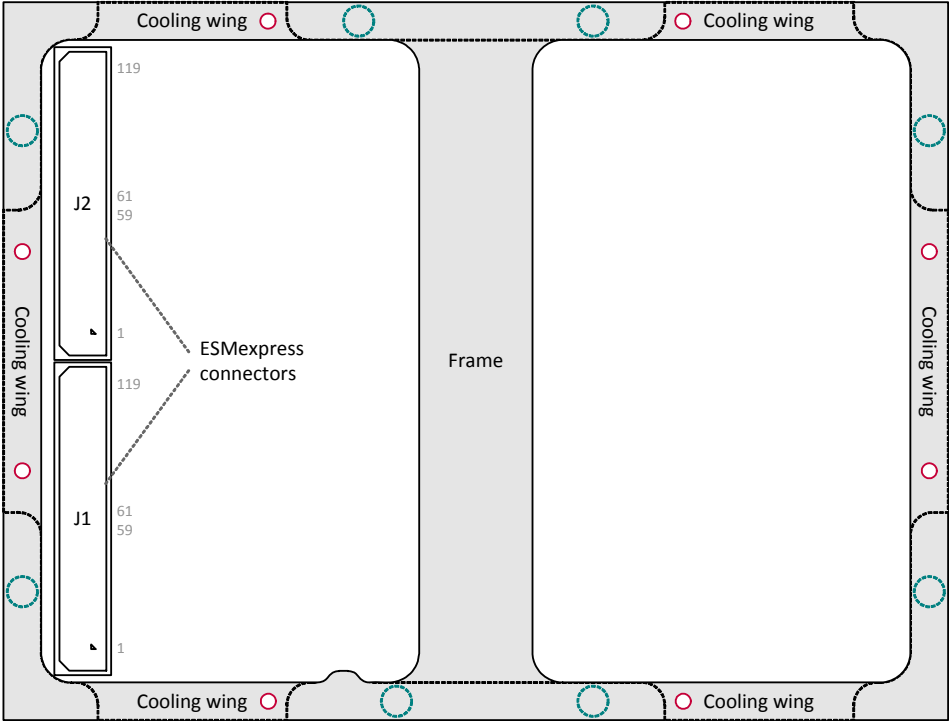 Cooling wing
Cooling wing
119
J2
61
59
1
Cooling wing
ESMexpress
connectors
Frame
Cooling wing
119
J1
61
59
1
Cooling wing
Cooling wing